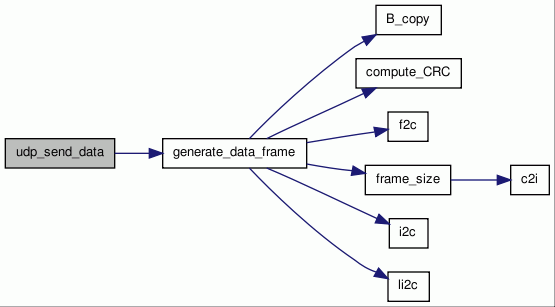 B_copy
compute_CRC
f2c
udp_send_data
generate_data_frame
frame_size
c2i
i2c
li2c